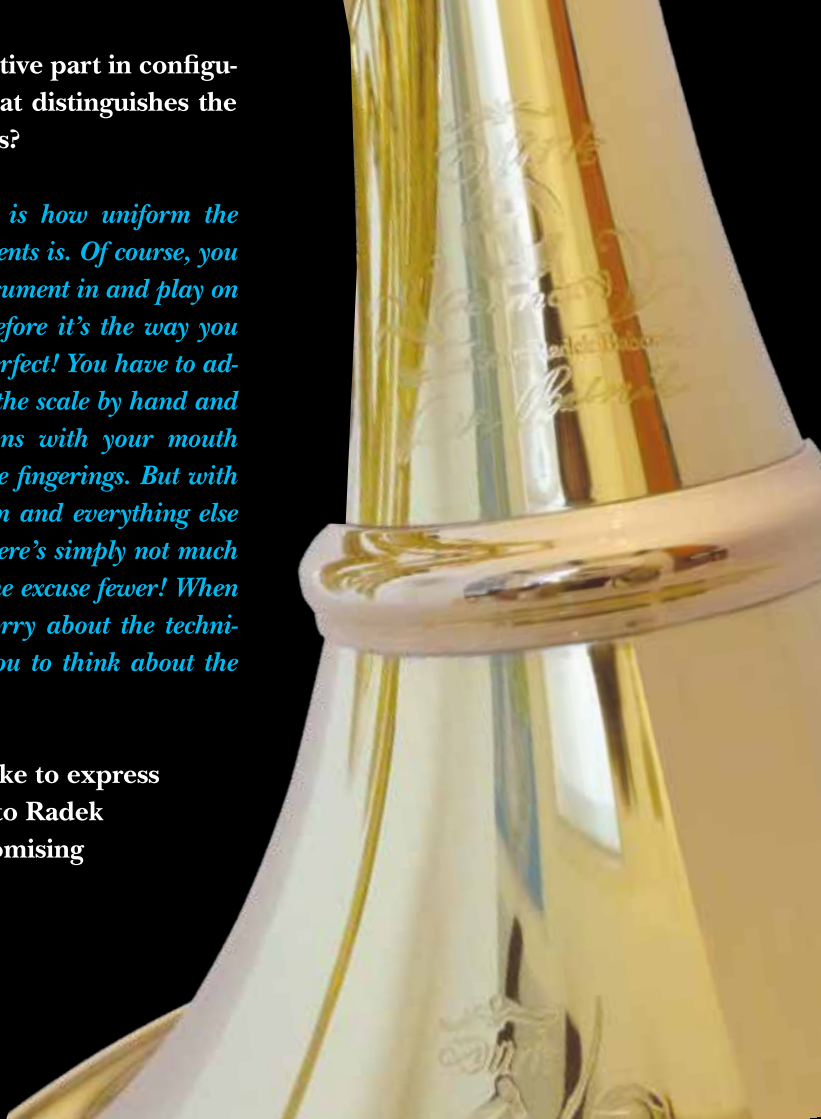 tive part in configu-
at distinguishes the
s?
is how uniform the
ents is. Of course, you
rument in and play on
efore it's the way you
rfect! You have to ad-
the scale by hand and
ns with your mouth
e fingerings. But with
n and everything else
ere's simply not much
ne excuse fewer! When
rry about the techni-
ou to think about the
ke to express
to Radek
omising
Germany